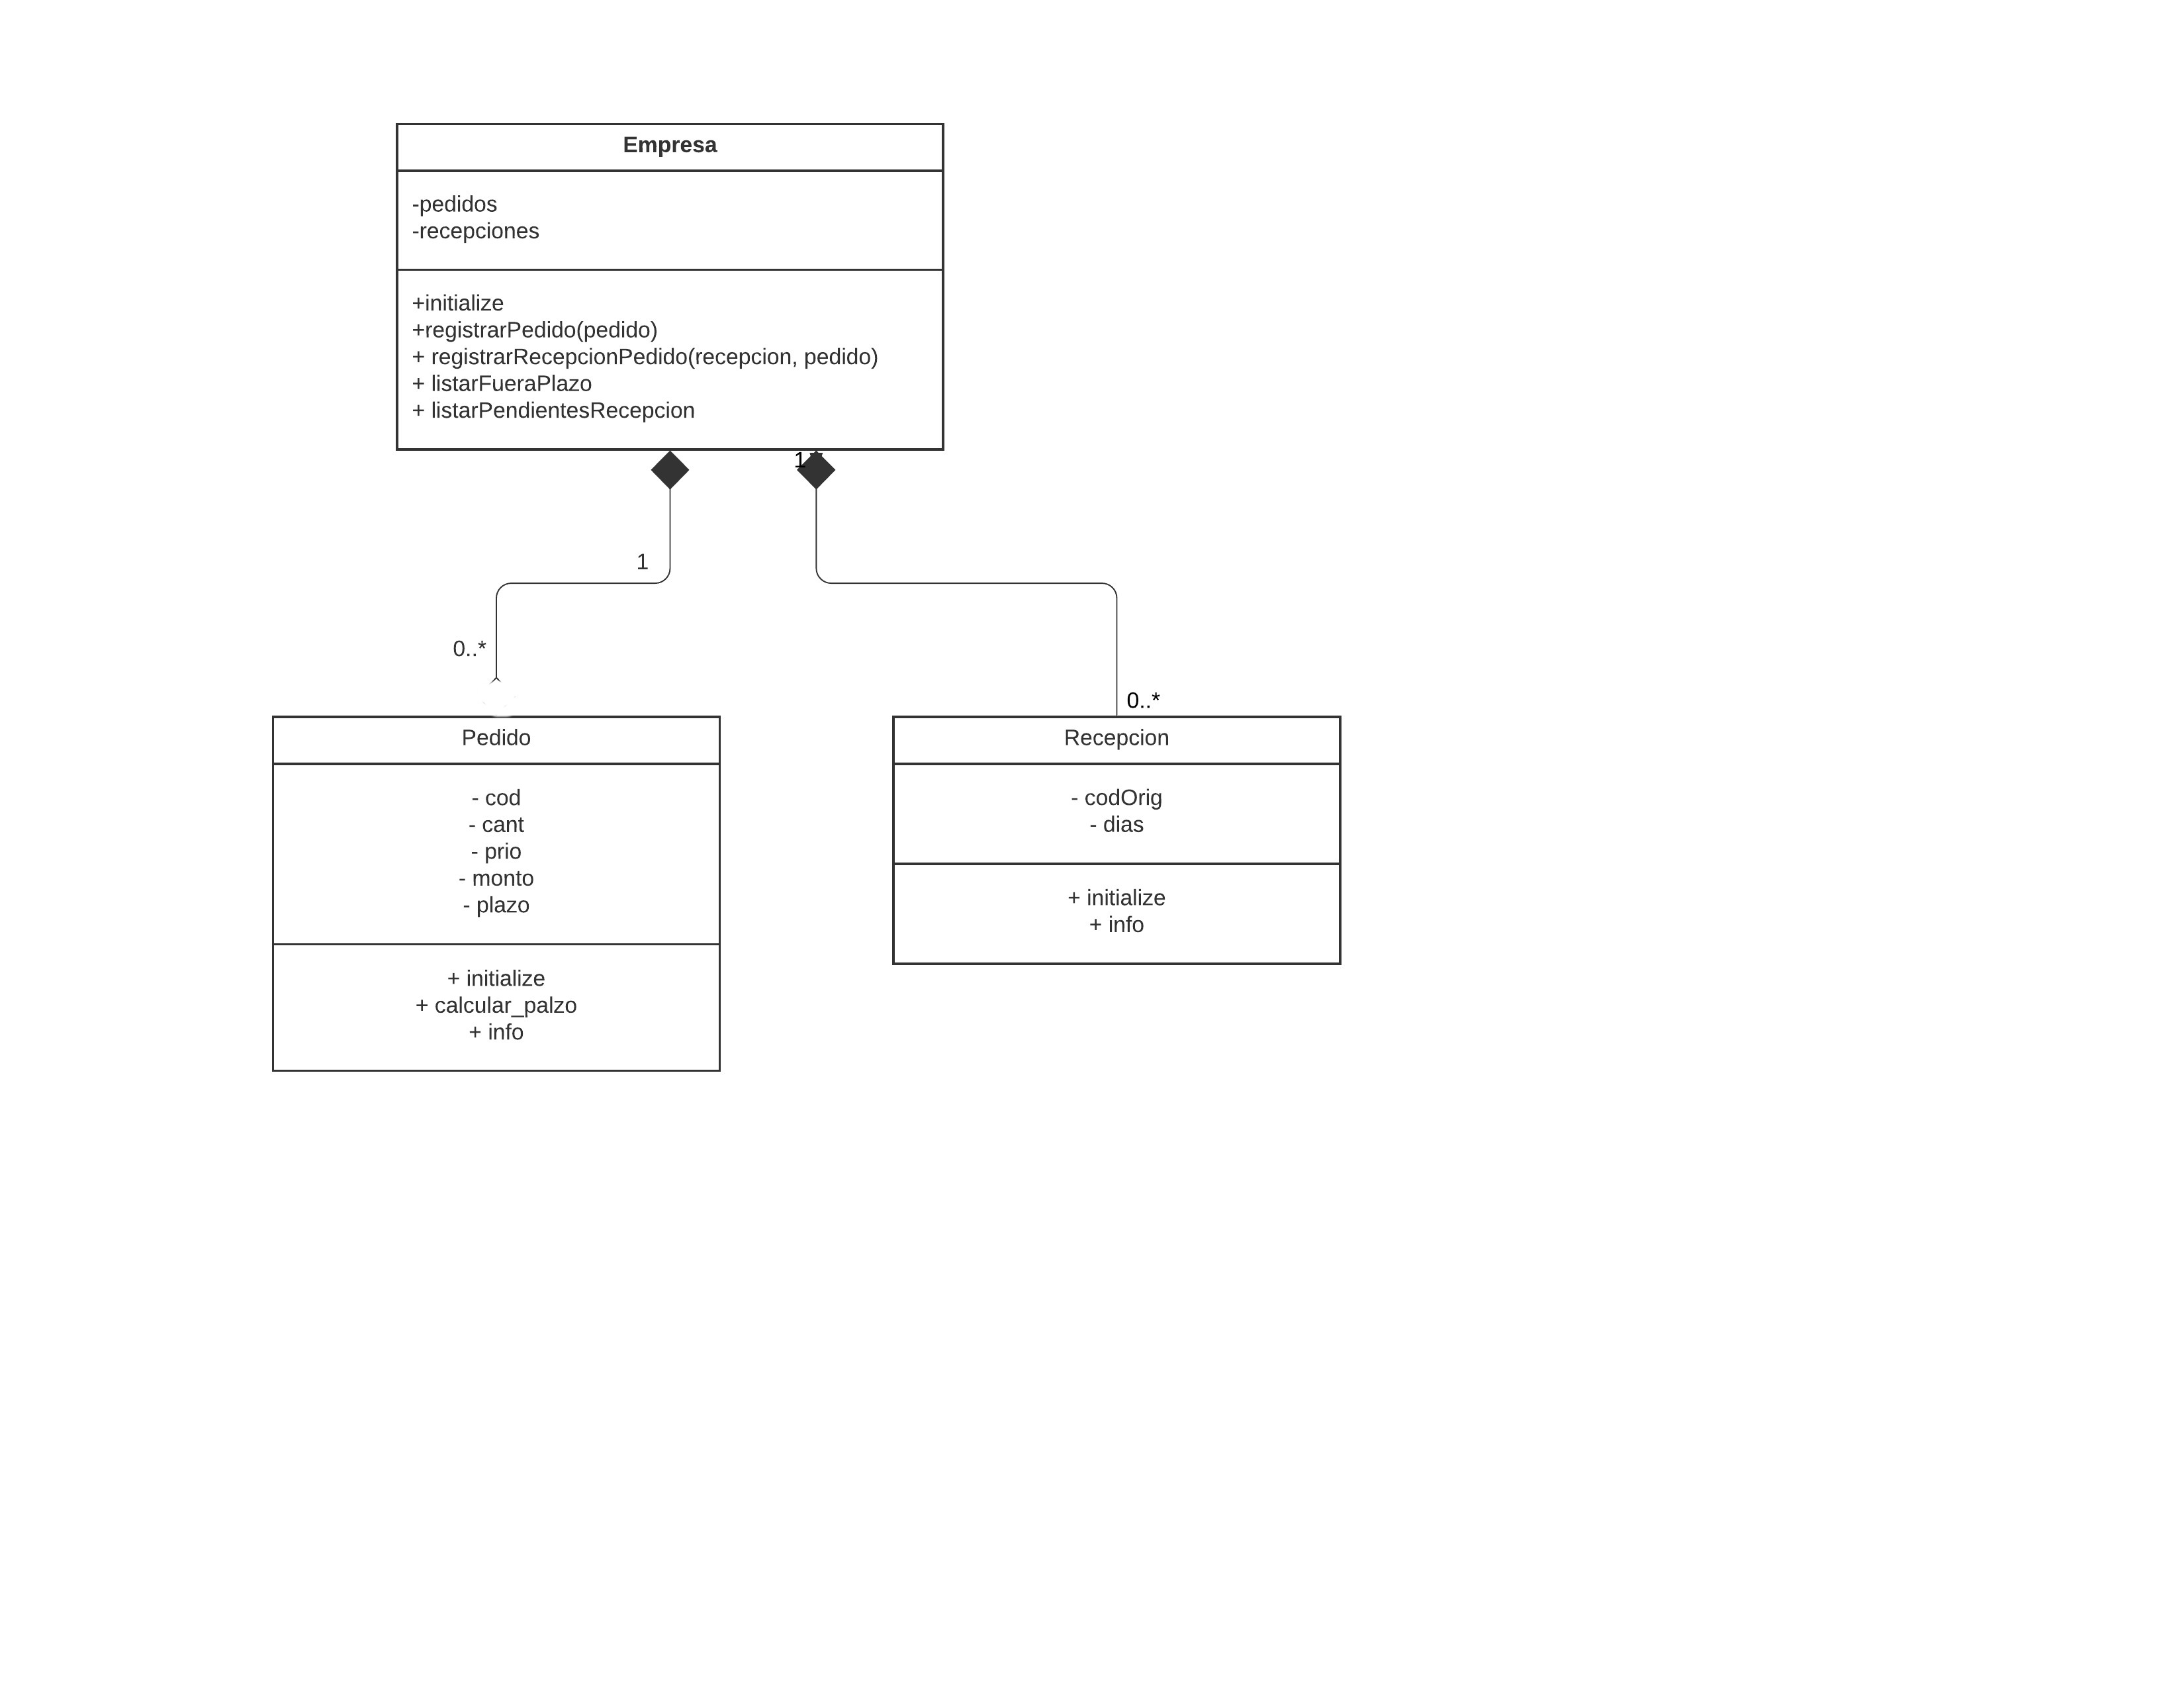 Empresa
-pedidos
-recepciones
+initialize
+registrarPedido(pedido)
+ registrarRecepcionPedido(recepcion, pedido)
+ listarFueraPlazo
+ listarPendientesRecepcion
1
1
0..*
0..*
Pedido
- cod
- cant
- prio
- monto
- plazo
+ initialize
+ calcular_palzo
+ info
Recepcion
- codOrig
- dias
+ initialize
+ info